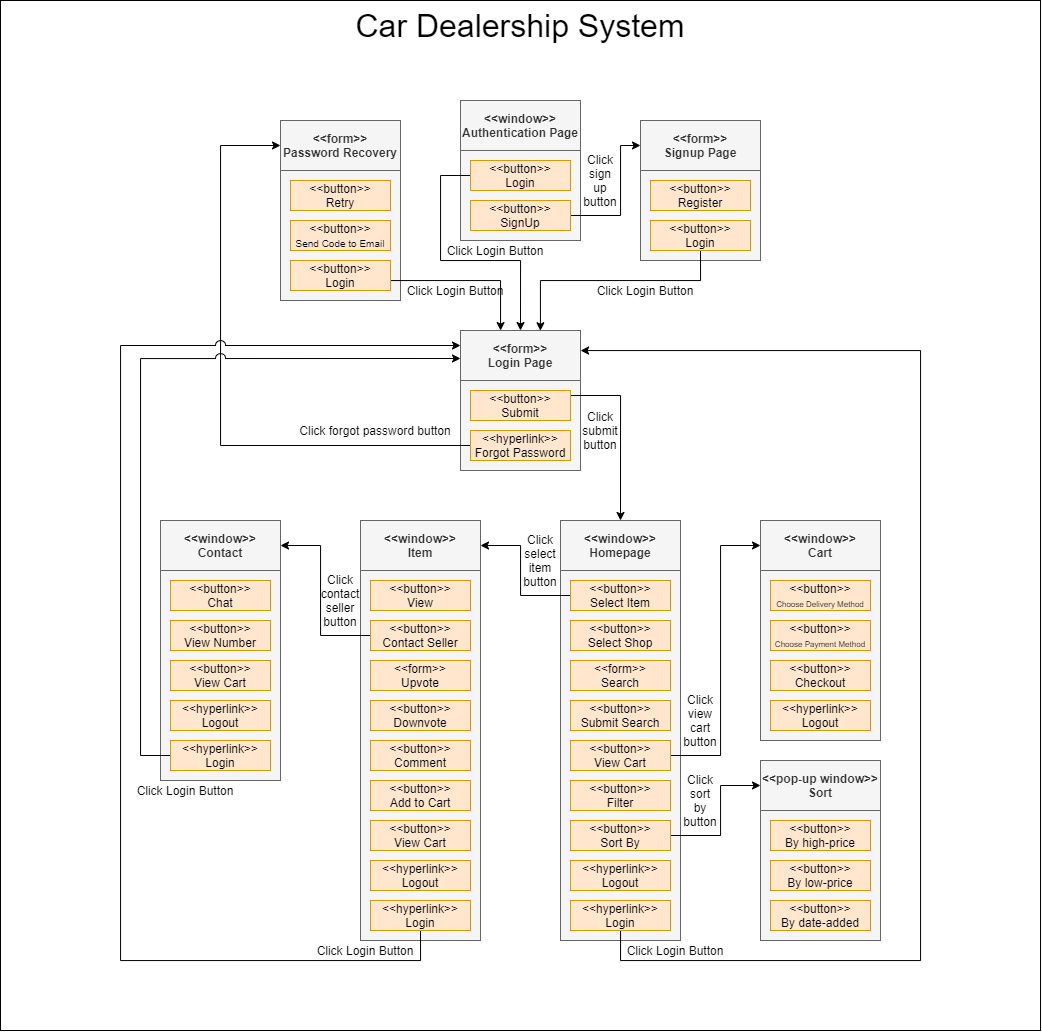 Car Dealership System
<<form>>
Password Recovery
<<button>>
Retry
<<button>>
Send Code to Email
<<button>>
Login
<<window>>
Authentication Page
<<button>>
Login
<<button>>
SignUp
Click
sign
up
button
<<form>>
Signup Page
<<button>>
Register
<<button>>
Login
Click Login Button
Click Login Button
Click Login Button
<<form>>
Login Page
<<button>>
Submit
<<hyperlink>>
Forgot Password
Click forgot password button
Click
submit
button
<<window>>
Contact
<<button>>
Chat
<<button>>
View Number
<<button>>
View Cart
<<hyperlink>>
Logout
<<hyperlink>>
Login
Click Login Button
Click
contact
seller
button
<<window>>
Item
<<button>>
View
<<button>>
Contact Seller
<<form>>
Upvote
<<button>>
Downvote
<<button>>
Comment
<<button>>
Add to Cart
<<button>>
View Cart
<<hyperlink>>
Logout
<<hyperlink>>
Login
Click Login Button
Click
select
item
button
<<window>>
Homepage
<<button>>
Select Item
<<button>>
Select Shop
<<form>>
Search
<<button>>
Submit Search
<<button>>
View Cart
<<button>>
Filter
<<button>>
Sort By
<<hyperlink>>
Logout
<<hyperlink>>
Login
Click Login Button
Click
view
cart
button
Click
sort
by
button
<<window>>
Cart
<<button>>
Choose Delivery Method
<<button>>
Choose Payment Method
<<button>>
Checkout
<<hyperlink>>
Logout
<<pop-up window>>
Sort
<<button>>
By high-price
<<button>>
By low-price
<<button>>
By date-added